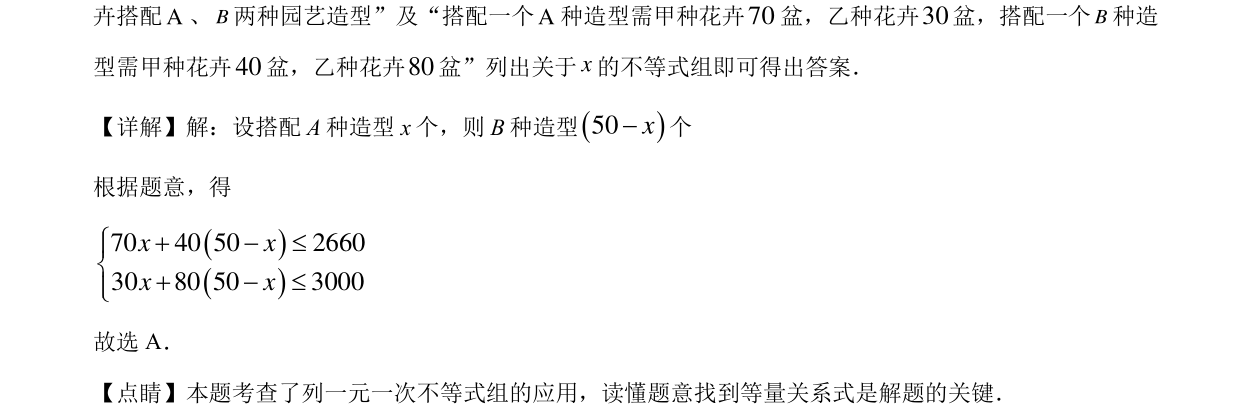 卉搭配A、B两种园艺造型”及“搭配一个A种造型需甲种花卉70盆，乙种花卉30盆，搭配一个B种造
型需甲种花卉40盆，乙种花卉80盆”列出关于x的不等式组即可得出答案．
【详解】解：设搭配A种造型x个，则B种造型(50－x)个
根据题意，得
{70x+40(50－x)≤2660
30x+80(50－x)≤3000
故选A．
【点睛】本题考查了列一元一次不等式组的应用，读懂题意找到等量关系式是解题的关键．